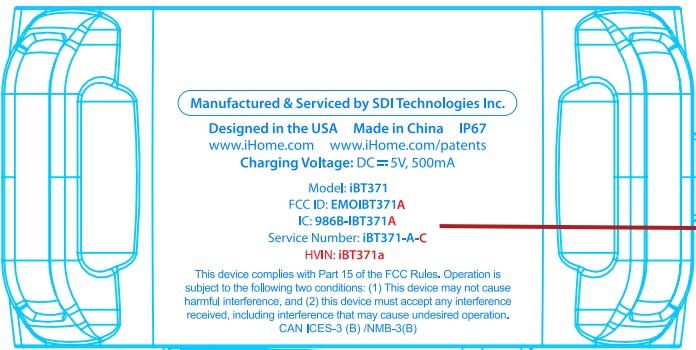 Manufactured & Serviced by SDI Technologies Inc.
Designed in the USA Made in China IP67
www.iHome.com www.iHome.com/patents
Charging Voltage: DC⎓5V, 500mA
Model: iBT371
FCC ID: EMOIBT371A
IC: 986B-IBT371A
Service Number: iBT371-A-C
HVIN: iBT371a
This device complies with Part 15 of the FCC Rules. Operation is
subject to the following two conditions: (1) This device may not cause
harmful interference, and (2) this device must accept any interference
received, including interference that may cause undesired operation.
CAN ICES-3 (B) /NMB-3(B)